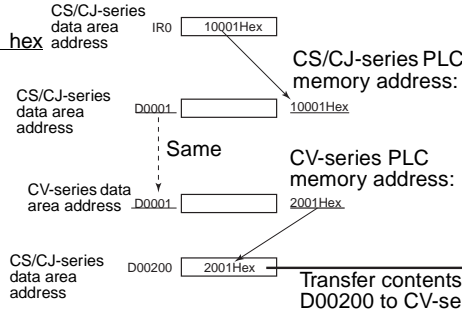 CS/CJ-series
data area
address
hex
IR0
10001Hex
CS/CJ-series PLC
memory address:
CS/CJ-series
data area
address
D0001
10001Hex
Same
CV-series PLC
memory address:
CV-series data
area address
D0001
2001Hex
CS/CJ-series
data area
address
D00200
2001Hex
Transfer contents
D00200 to CV-se